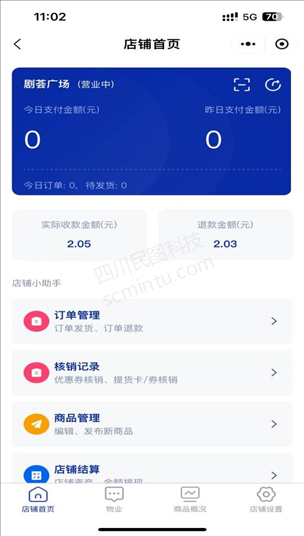 11:02
5G 70
店铺首页
剧荟广场 (营业中)
今日支付金额(元) 昨日支付金额(元)
0 0
今日订单: 0, 待发货: 0
实际收款金额(元) 退款金额(元)
2.05 2.03
四川民图科技
scmintu.com
店铺小助手
订单管理
订单发货、订单退款
核销记录
优惠券核销、提货卡/券核销
商品管理
编辑、发布新商品
店铺结算
店铺首页 物业 商品概况 店铺设置